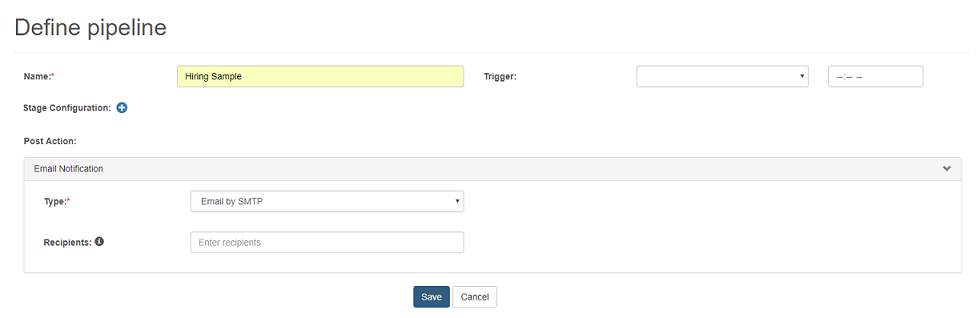 Define pipeline
Name:* Hiring Sample Trigger: --:-- --
Stage Configuration:
Post Action:
Email Notification
Type:* Email by SMTP
Recipients: Enter recipients
Save Cancel